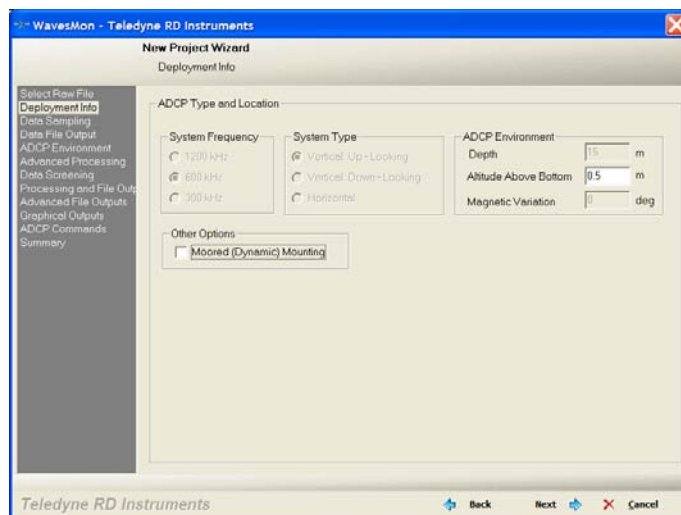 WavesMon - Teledyne RD Instruments
New Project Wizard
Deployment Info
Select Raw File
Deployment Info
Data Sampling
Data File Output
ADCP Environment
Advanced Processing
Data Screening
Processing and File Outp
Advanced File Outputs
Graphical Outputs
ADCP Commands
Summary
ADCP Type and Location
System Frequency
1200 kHz
600 kHz
300 kHz
System Type
Vertical: Up-Looking
Vertical: Down-Looking
Horizontal
ADCP Environment
Depth 15 m
Altitude Above Bottom 0.5 m
Magnetic Variation 0 deg
Other Options
Moored (Dynamic) Mounting
Teledyne RD Instruments
Back Next Cancel